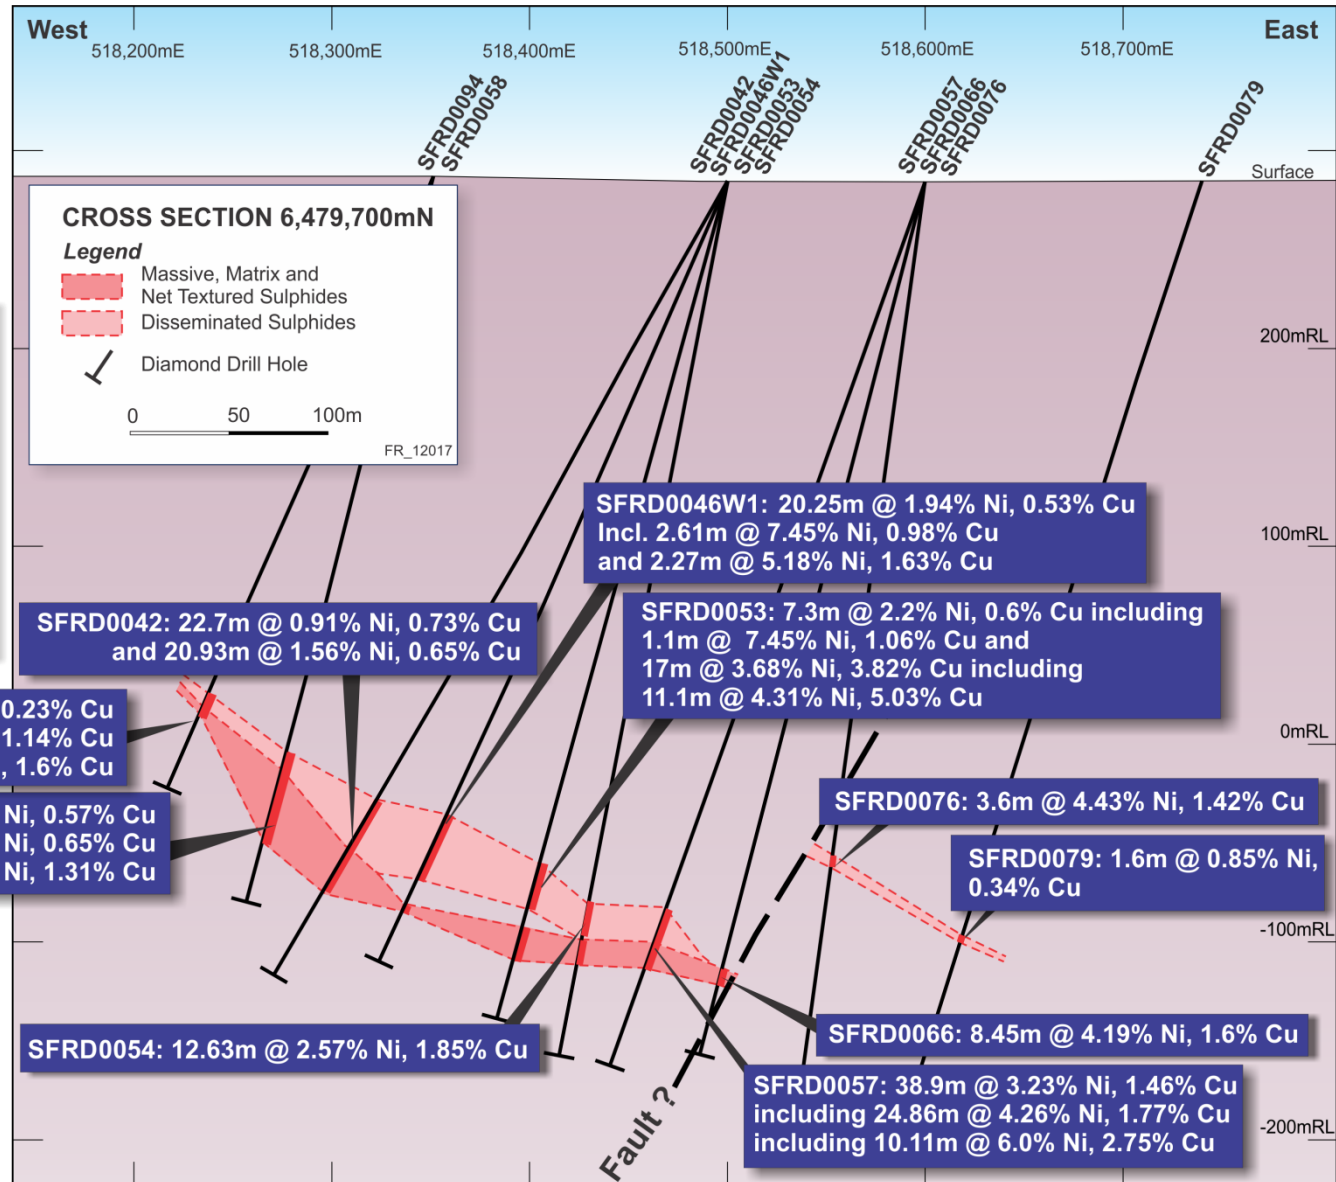 West
East
518,200mE
518,300mE
518,400mE
518,500mE
518,600mE
518,700mE
SFRD0094
SFRD0058
SFRD0042
SFRD0046W1
SFRD0053
SFRD0054
SFRD0057
SFRD0066
SFRD0076
SFRD0079
Surface
CROSS SECTION 6,479,700mN
Legend
Massive, Matrix and
Net Textured Sulphides
Disseminated Sulphides
Diamond Drill Hole
0 50 100m
FR_12017
200mRL
100mRL
0mRL
-100mRL
-200mRL
SFRD0046W1: 20.25m @ 1.94% Ni, 0.53% Cu
Incl. 2.61m @ 7.45% Ni, 0.98% Cu
and 2.27m @ 5.18% Ni, 1.63% Cu
SFRD0042: 22.7m @ 0.91% Ni, 0.73% Cu
and 20.93m @ 1.56% Ni, 0.65% Cu
SFRD0053: 7.3m @ 2.2% Ni, 0.6% Cu including
1.1m @ 7.45% Ni, 1.06% Cu and
17m @ 3.68% Ni, 3.82% Cu including
11.1m @ 4.31% Ni, 5.03% Cu
0.23% Cu
1.14% Cu
, 1.6% Cu
Ni, 0.57% Cu
Ni, 0.65% Cu
Ni, 1.31% Cu
SFRD0076: 3.6m @ 4.43% Ni, 1.42% Cu
SFRD0079: 1.6m @ 0.85% Ni,
0.34% Cu
SFRD0054: 12.63m @ 2.57% Ni, 1.85% Cu
SFRD0066: 8.45m @ 4.19% Ni, 1.6% Cu
SFRD0057: 38.9m @ 3.23% Ni, 1.46% Cu
including 24.86m @ 4.26% Ni, 1.77% Cu
including 10.11m @ 6.0% Ni, 2.75% Cu
Fault ?